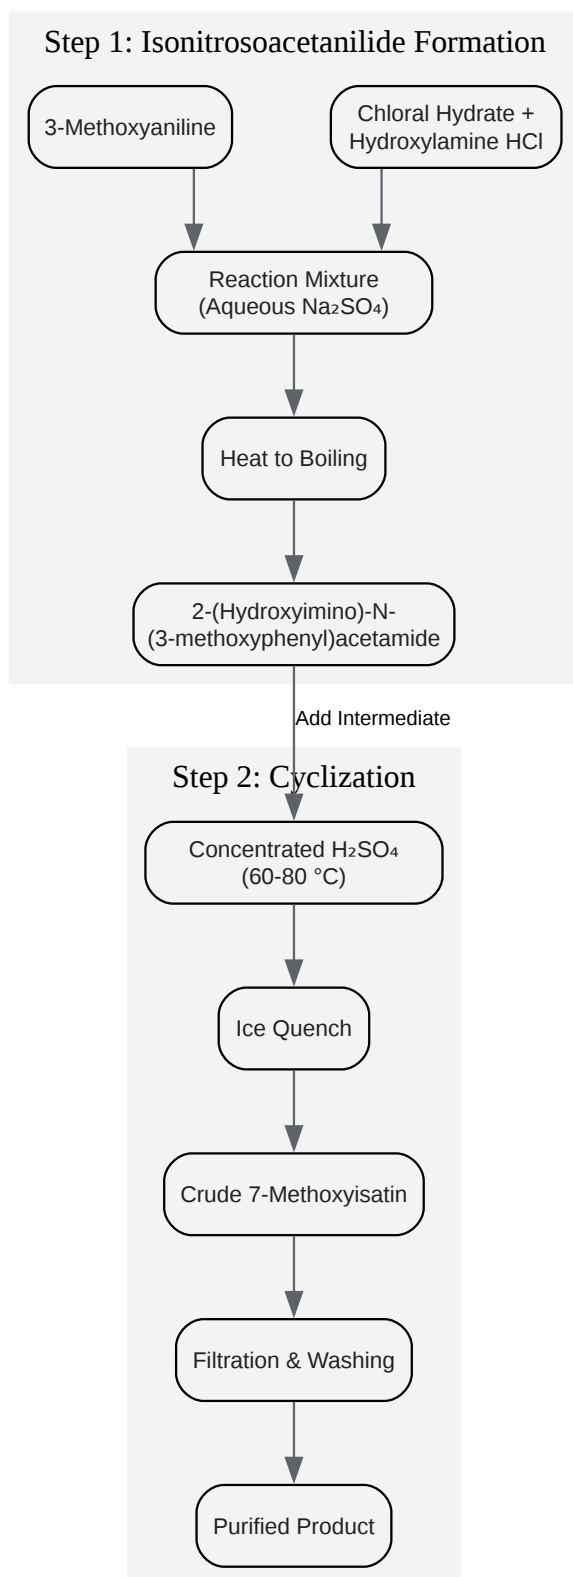 Step 1: Isonitrosoacetanilide Formation
3-Methoxyaniline
Chloral Hydrate +
Hydroxylamine HCl
Reaction Mixture
(Aqueous Na₂SO₄)
Heat to Boiling
2-(Hydroxyimino)-N-
(3-methoxyphenyl)acetamide
Add Intermediate
Step 2: Cyclization
Concentrated H₂SO₄
(60-80 °C)
Ice Quench
Crude 7-Methoxyisatin
Filtration & Washing
Purified Product